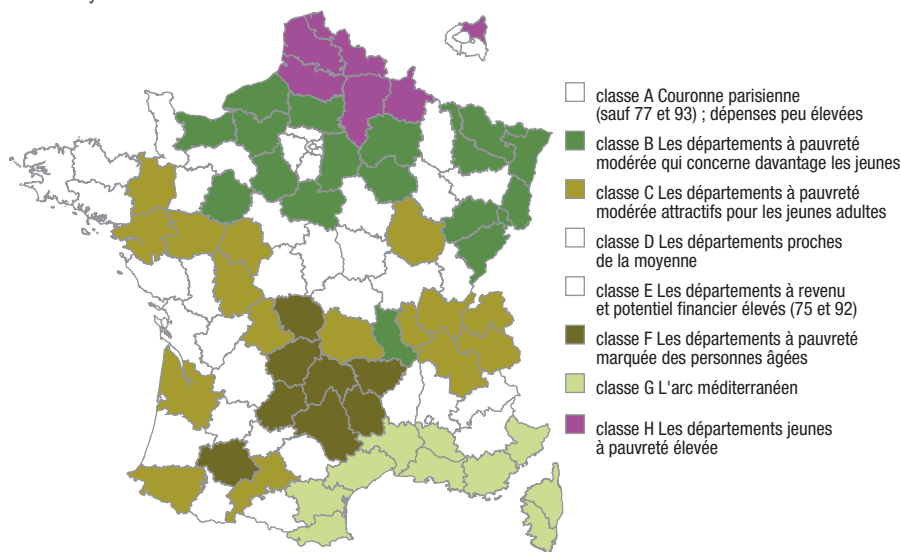 classe A Couronne parisienne
(sauf 77 et 93) ; dépenses peu élevées
classe B Les départements à pauvreté
modérée qui concerne davantage les jeunes
classe C Les départements à pauvreté
modérée attractifs pour les jeunes adultes
classe D Les départements proches
de la moyenne
classe E Les départements à revenu
et potentiel financier élevés (75 et 92)
classe F Les départements à pauvreté
marquée des personnes âgées
classe G L'arc méditerranéen
classe H Les départements jeunes
à pauvreté élevée